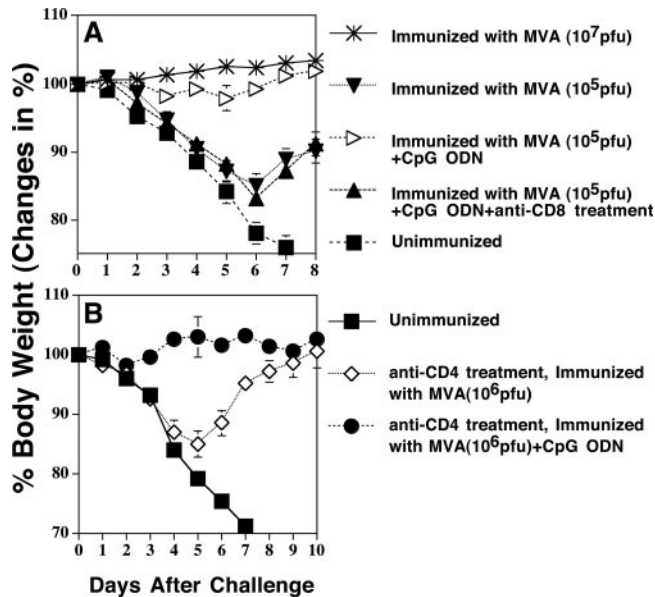 A
110
100
90
80
0 1 2 3 4 5 6 7 8
Immunized with MVA (10⁷pfu)
Immunized with MVA (10⁵pfu)
Immunized with MVA (10⁵pfu)
+CpG ODN
Immunized with MVA (10⁵pfu)
+CpG ODN+anti-CD8 treatment
Unimmunized
% Body Weight (Changes in %)
B
110
100
90
80
70
0 1 2 3 4 5 6 7 8 9 10
Unimmunized
anti-CD4 treatment, Immunized
with MVA(10⁶pfu)
anti-CD4 treatment, Immunized
with MVA(10⁶pfu)+CpG ODN
Days After Challenge